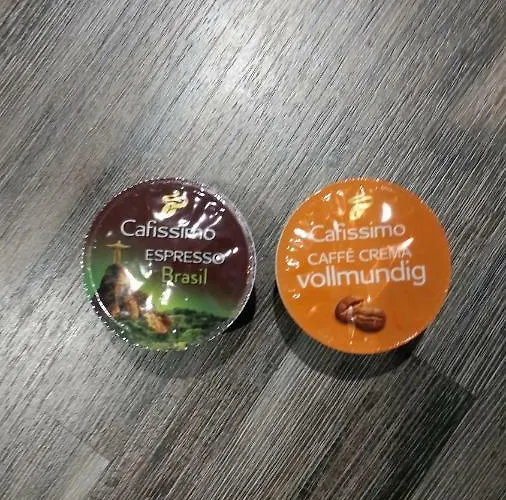 Cafissimo
ESPRESSO
Brasil
Cafissimo
CAFFÈ CREMA
vollmundig